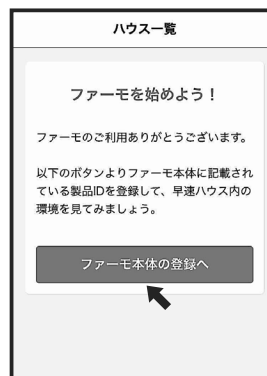 ハウス一覧
ファーモを始めよう！
ファーモのご利用ありがとうございます。
以下のボタンよりファーモ本体に記載され
ている製品IDを登録して、早速ハウス内の
環境を見てみましょう。
ファーモ本体の登録へ